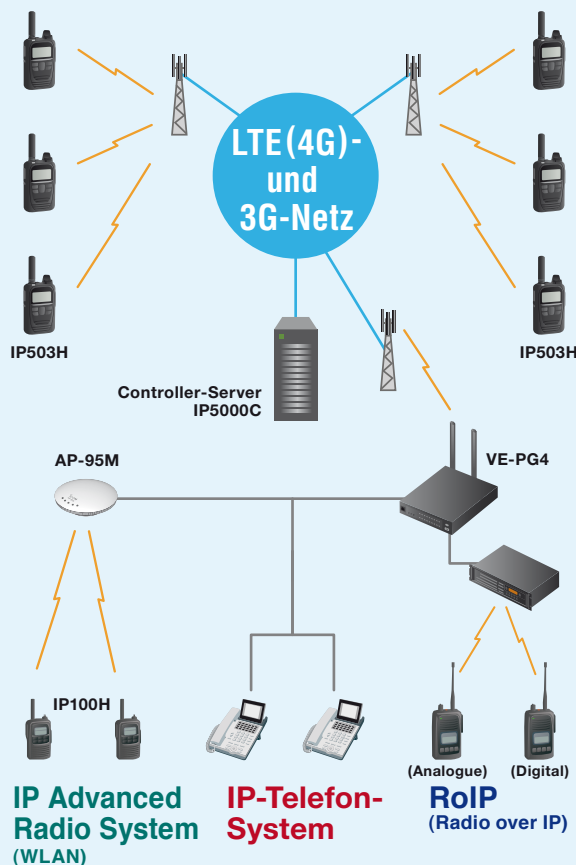 LTE(4G)-
und
3G-Netz
IP503H
IP503H
Controller-Server
IP5000C
AP-95M
VE-PG4
IP100H
(Analogue)
(Digital)
IP Advanced
Radio System
(WLAN)
IP-Telefon-
System
RoIP
(Radio over IP)